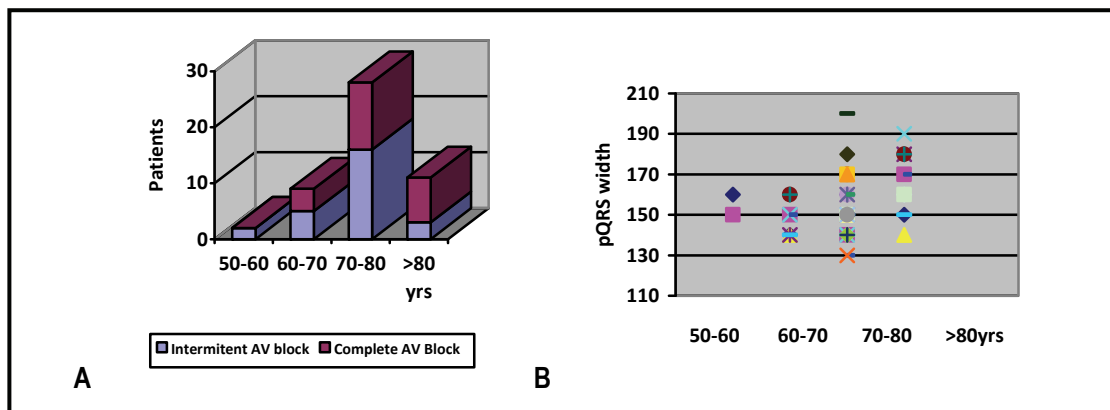 30
20
10
0
Patients
50-60 60-70 70-80 >80
yrs
Intermitent AV block Complete AV Block
A
210
190
170
150
130
110
pQRS width
50-60 60-70 70-80 >80yrs
B